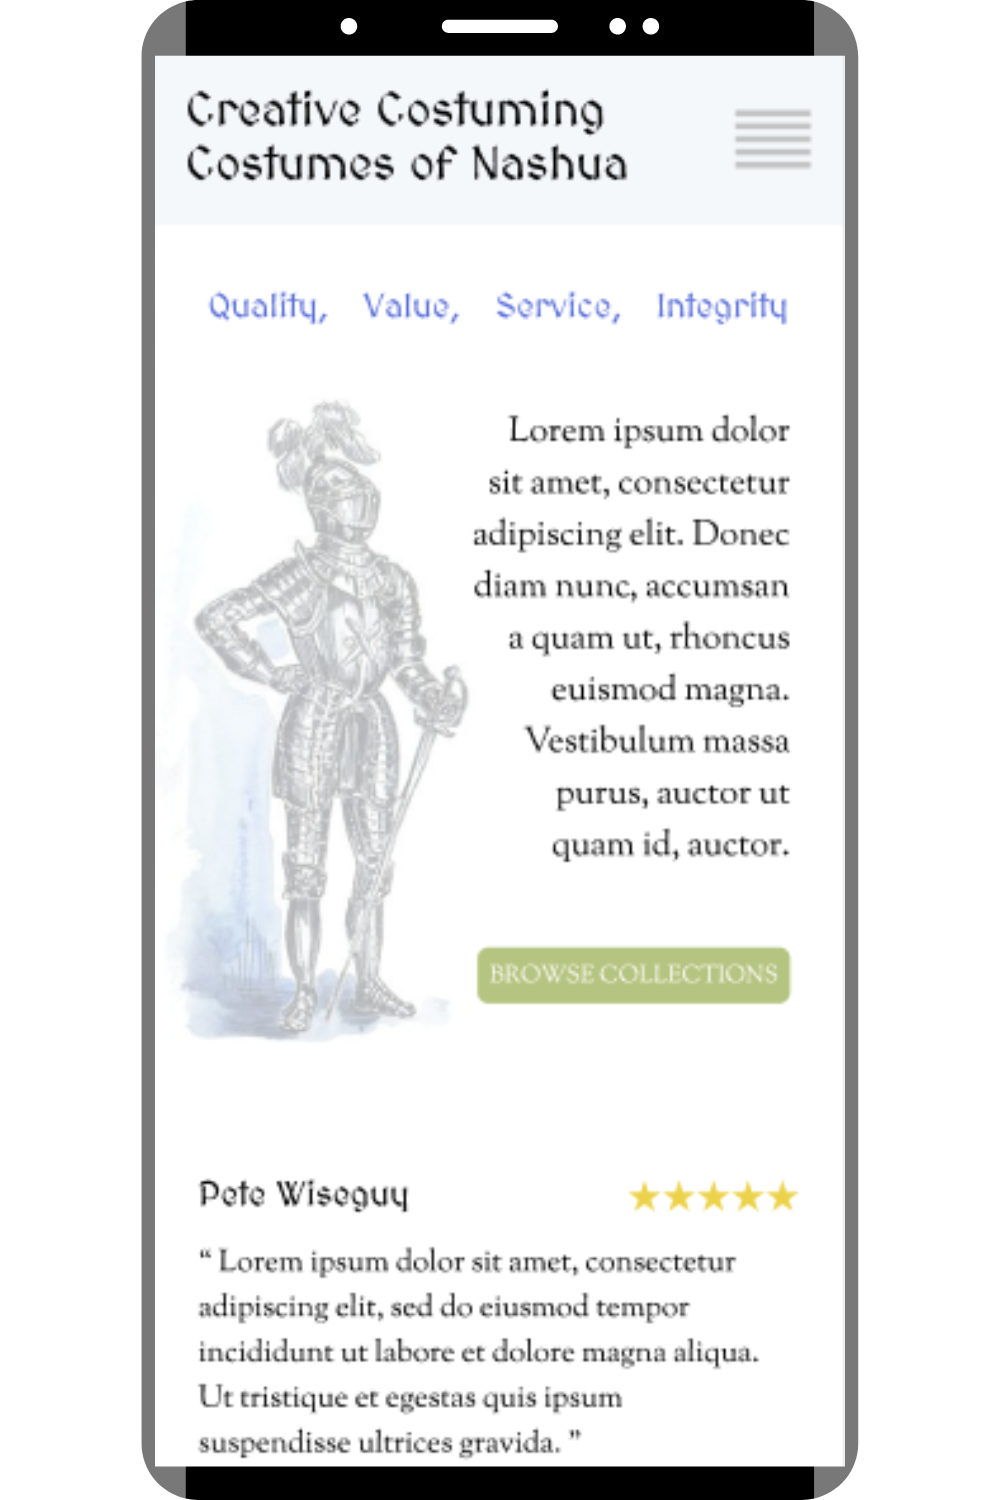 Creative Costuming
Costumes of Nashua
Quality, Value, Service, Integrity
Lorem ipsum dolor
sit amet, consectetur
adipiscing elit. Donec
diam nunc, accumsan
a quam ut, rhoncus
euismod magna.
Vestibulum massa
purus, auctor ut
quam id, auctor.
BROWSE COLLECTIONS
Pete Wiseguy
“ Lorem ipsum dolor sit amet, consectetur
adipiscing elit, sed do eiusmod tempor
incididunt ut labore et dolore magna aliqua.
Ut tristique et egestas quis ipsum
suspendisse ultrices gravida. ”